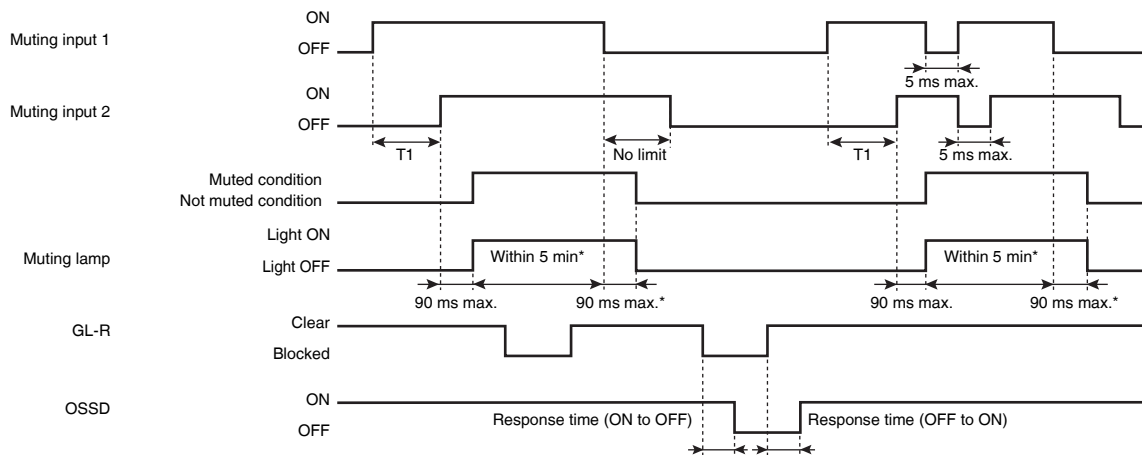 Muting input 1
ON
OFF
5 ms max.
Muting input 2
ON
OFF
T1
No limit
T1
5 ms max.
Muted condition
Not muted condition
Muting lamp
Light ON
Light OFF
Within 5 min*
Within 5 min*
90 ms max.
90 ms max.*
90 ms max.
90 ms max.*
GL-R
Clear
Blocked
OSSD
ON
OFF
Response time (ON to OFF)
Response time (OFF to ON)